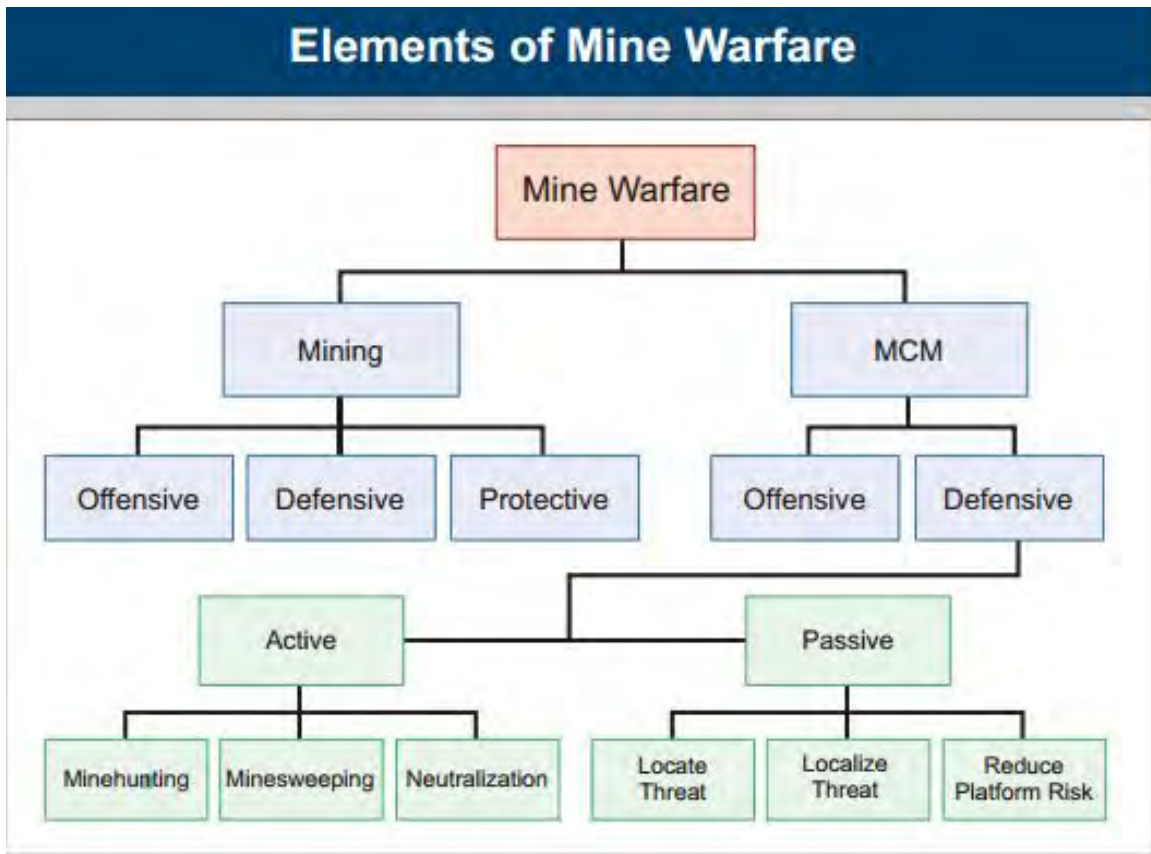 Elements of Mine Warfare
Mine Warfare
Mining
MCM
Offensive
Defensive
Protective
Offensive
Defensive
Active
Passive
Minehunting
Minesweeping
Neutralization
Locate
Threat
Localize
Threat
Reduce
Platform Risk